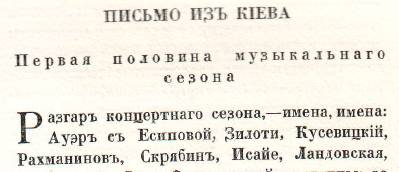 ПИСЬМО ИЗЪ КІЕВА
Первая половина музыкальнаго
сезона
Разгаръ концертнаго сезона,—имена, имена:
Ауэръ съ Есиповой, Зилоти, Кусевицкій,
Рахманиновъ, Скрябинъ, Исайе, Ландовская,